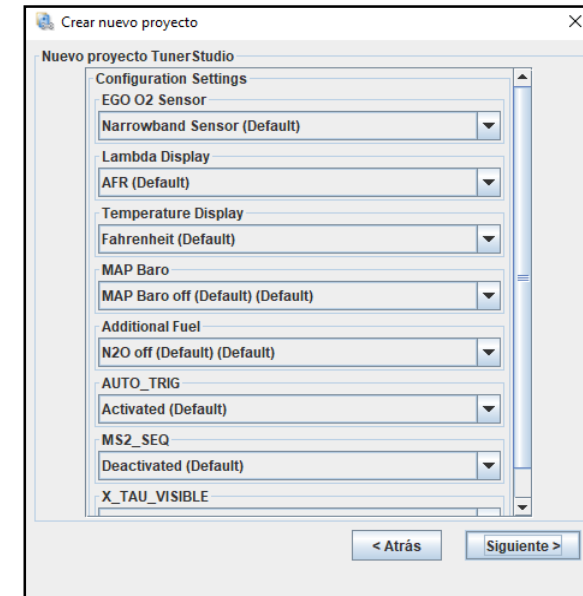 Crear nuevo proyecto
Nuevo proyecto TunerStudio
Configuration Settings
EGO O2 Sensor
Narrowband Sensor (Default)
Lambda Display
AFR (Default)
Temperature Display
Fahrenheit (Default)
MAP Baro
MAP Baro off (Default) (Default)
Additional Fuel
N2O off (Default) (Default)
AUTO_TRIG
Activated (Default)
MS2_SEQ
Deactivated (Default)
X_TAU_VISIBLE
< Atrás Siguiente >